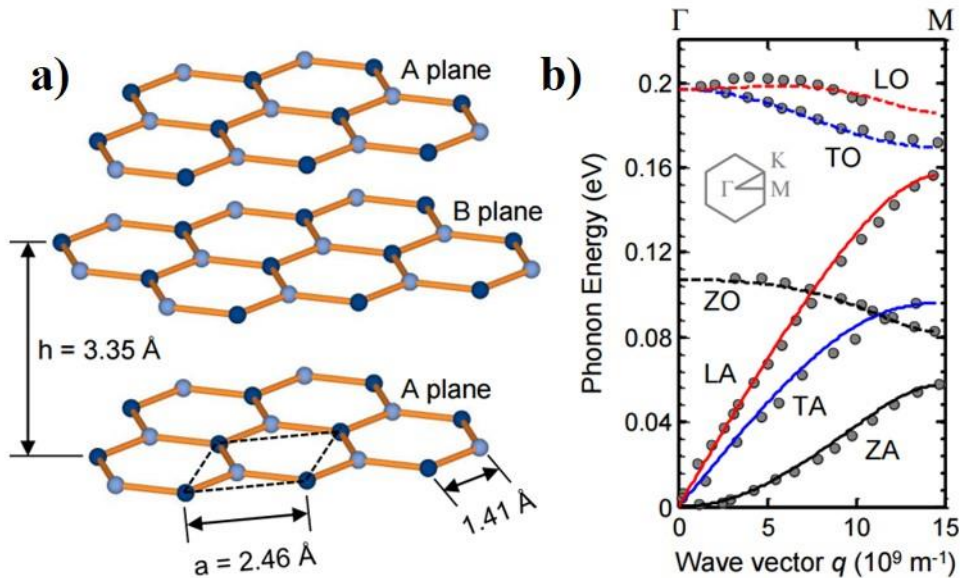 a)
A plane
B plane
h = 3.35 Å
A plane
1.41 Å
a = 2.46 Å
b)
Γ
M
Phonon Energy (eV)
0.2
0.16
0.12
0.08
0.04
0
LO
TO
K
Γ
M
ZO
LA
TA
ZA
0
5
10
15
Wave vector q (10⁹ m⁻¹)